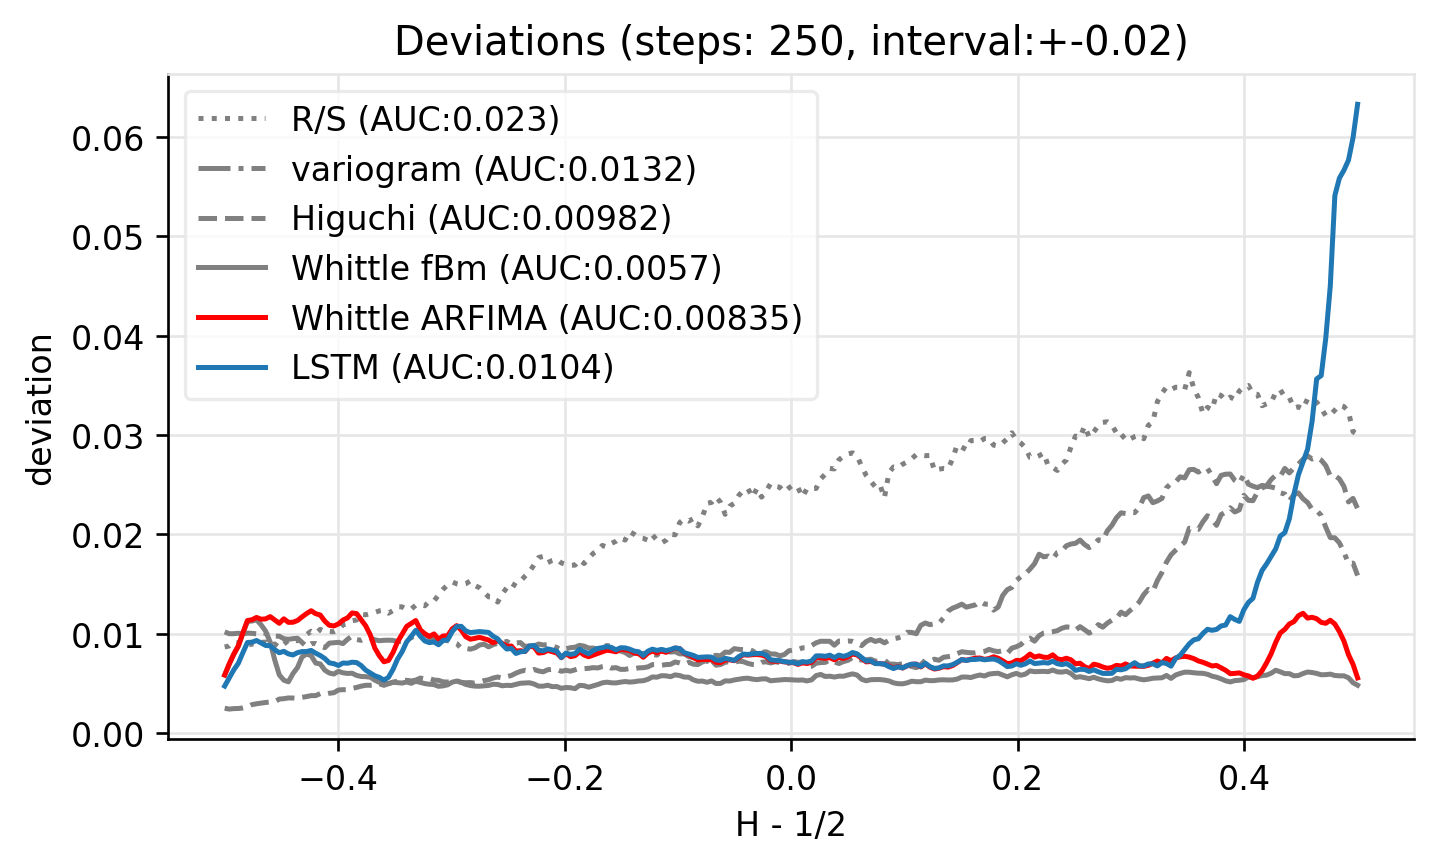 Deviations (steps: 250, interval:+-0.02)
R/S (AUC:0.023)
variogram (AUC:0.0132)
Higuchi (AUC:0.00982)
Whittle fBm (AUC:0.0057)
Whittle ARFIMA (AUC:0.00835)
LSTM (AUC:0.0104)
deviation
0.06
0.05
0.04
0.03
0.02
0.01
0.00
−0.4 −0.2 0.0 0.2 0.4
H - 1/2